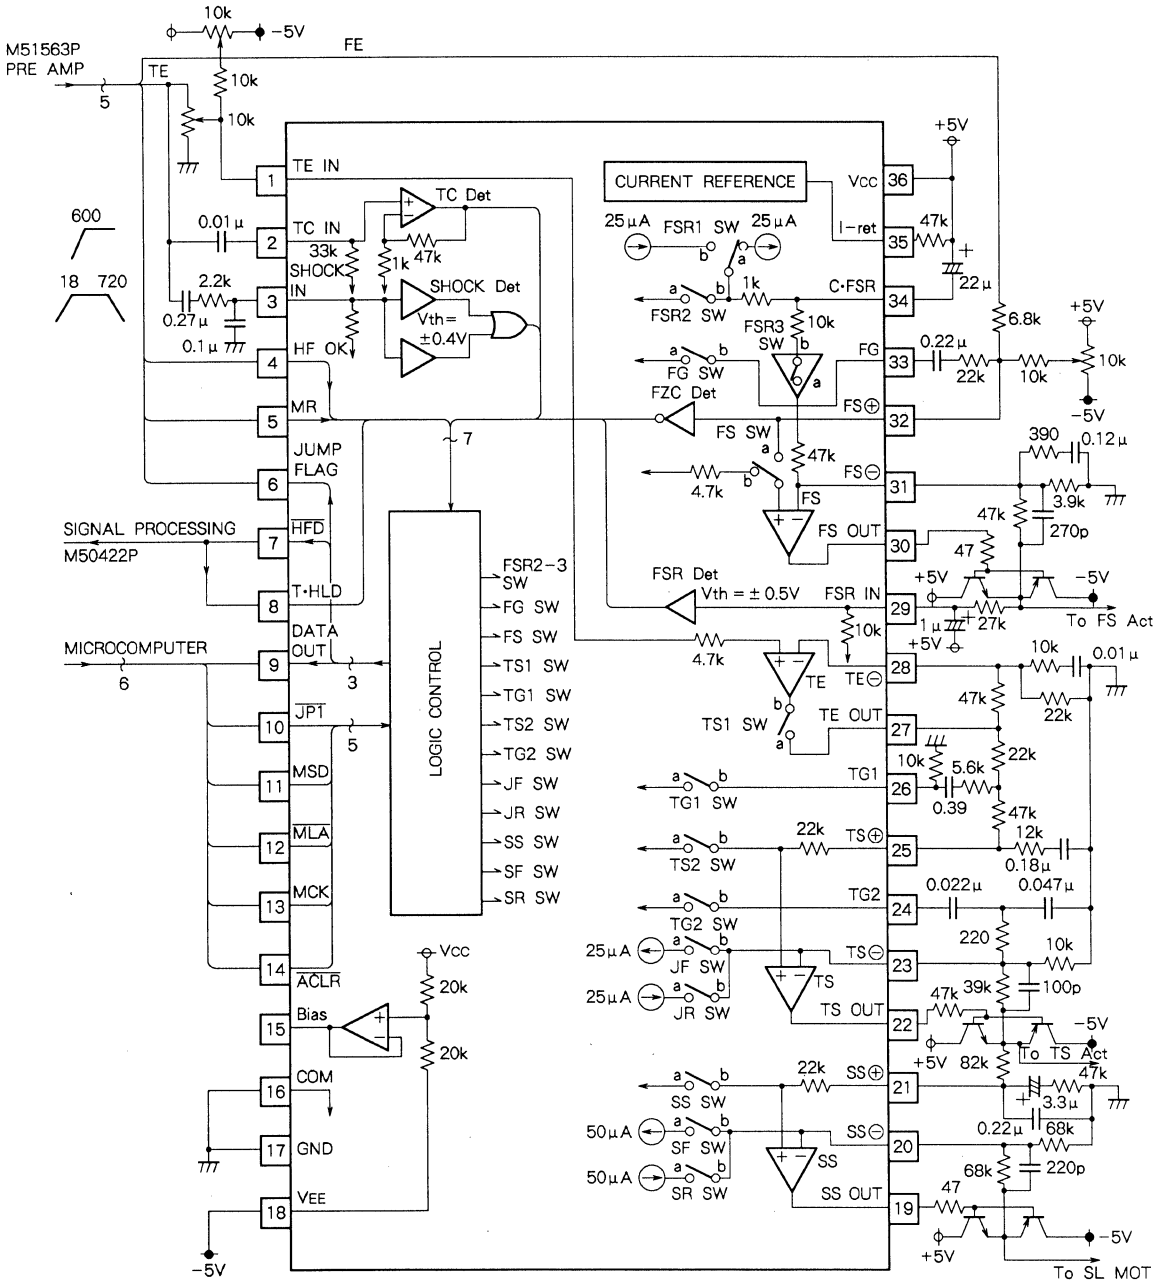 10k
-5V
M51563P
PRE AMP
TE
5
FE
10k
10k
600
18 720
0.01μ
2.2k
0.27μ
0.1μ
SIGNAL PROCESSING
M50422P
MICROCOMPUTER
6
1 TE IN
2 TC IN
3 IN
4 HF
5 MR
6 JUMP FLAG
7 HFD
8 T·HLD
9 DATA OUT
10 JP1
11 MSD
12 MLA
13 MCK
14 ACLR
15 Bias
16 COM
17 GND
18 VEE
-5V
TC Det
33k
SHOCK
47k
1k
SHOCK Det
Vth=
±0.4V
OK
7
3
5
LOGIC CONTROL
FSR2-3
SW
FG SW
FS SW
TS1 SW
TG1 SW
TS2 SW
TG2 SW
JF SW
JR SW
SS SW
SF SW
SR SW
Vcc
20k
20k
+
−
CURRENT REFERENCE
25μA FSR1 SW 25μA
b
a
a b 1k
FSR2 SW
FSR3
SW
10k
b
a
a b
FG SW
FZC Det
FS SW
a
b
47k
4.7k
+ − FS
FSR Det
Vth=±0.5V
10k
4.7k
+ − TE
TS1 SW
b
a
a b
TG1 SW
a b 22k
TS2 SW
a b
TG2 SW
25μA a b
JF SW
25μA a b
JR SW
+ − TS
a b 22k
SS SW
50μA a b
SF SW
50μA a b
SR SW
+ − SS
Vcc 36
I-ret 35
C·FSR 34
FG 33
FS⊕ 32
FS⊖ 31
FS OUT 30
FSR IN 29
TE⊖ 28
TE OUT 27
TG1 26
TS⊕ 25
TG2 24
TS⊖ 23
TS OUT 22
SS⊕ 21
SS⊖ 20
SS OUT 19
+5V
47k
+
22μ
6.8k
+5V
0.22μ
22k
10k
10k
-5V
390 0.12μ
3.9k
47k
270p
47
+5V
-5V
1μ
+
27k
+5V
To FS Act
10k 0.01μ
47k
22k
10k
22k
5.6k
0.39
47k
12k
0.18μ
0.022μ 0.047μ
220
10k
39k
100p
47k
-5V
+5V
To TS Act
82k
47k
+
3.3μ
0.22μ
68k
68k
220p
47
+5V
-5V
To SL MOT